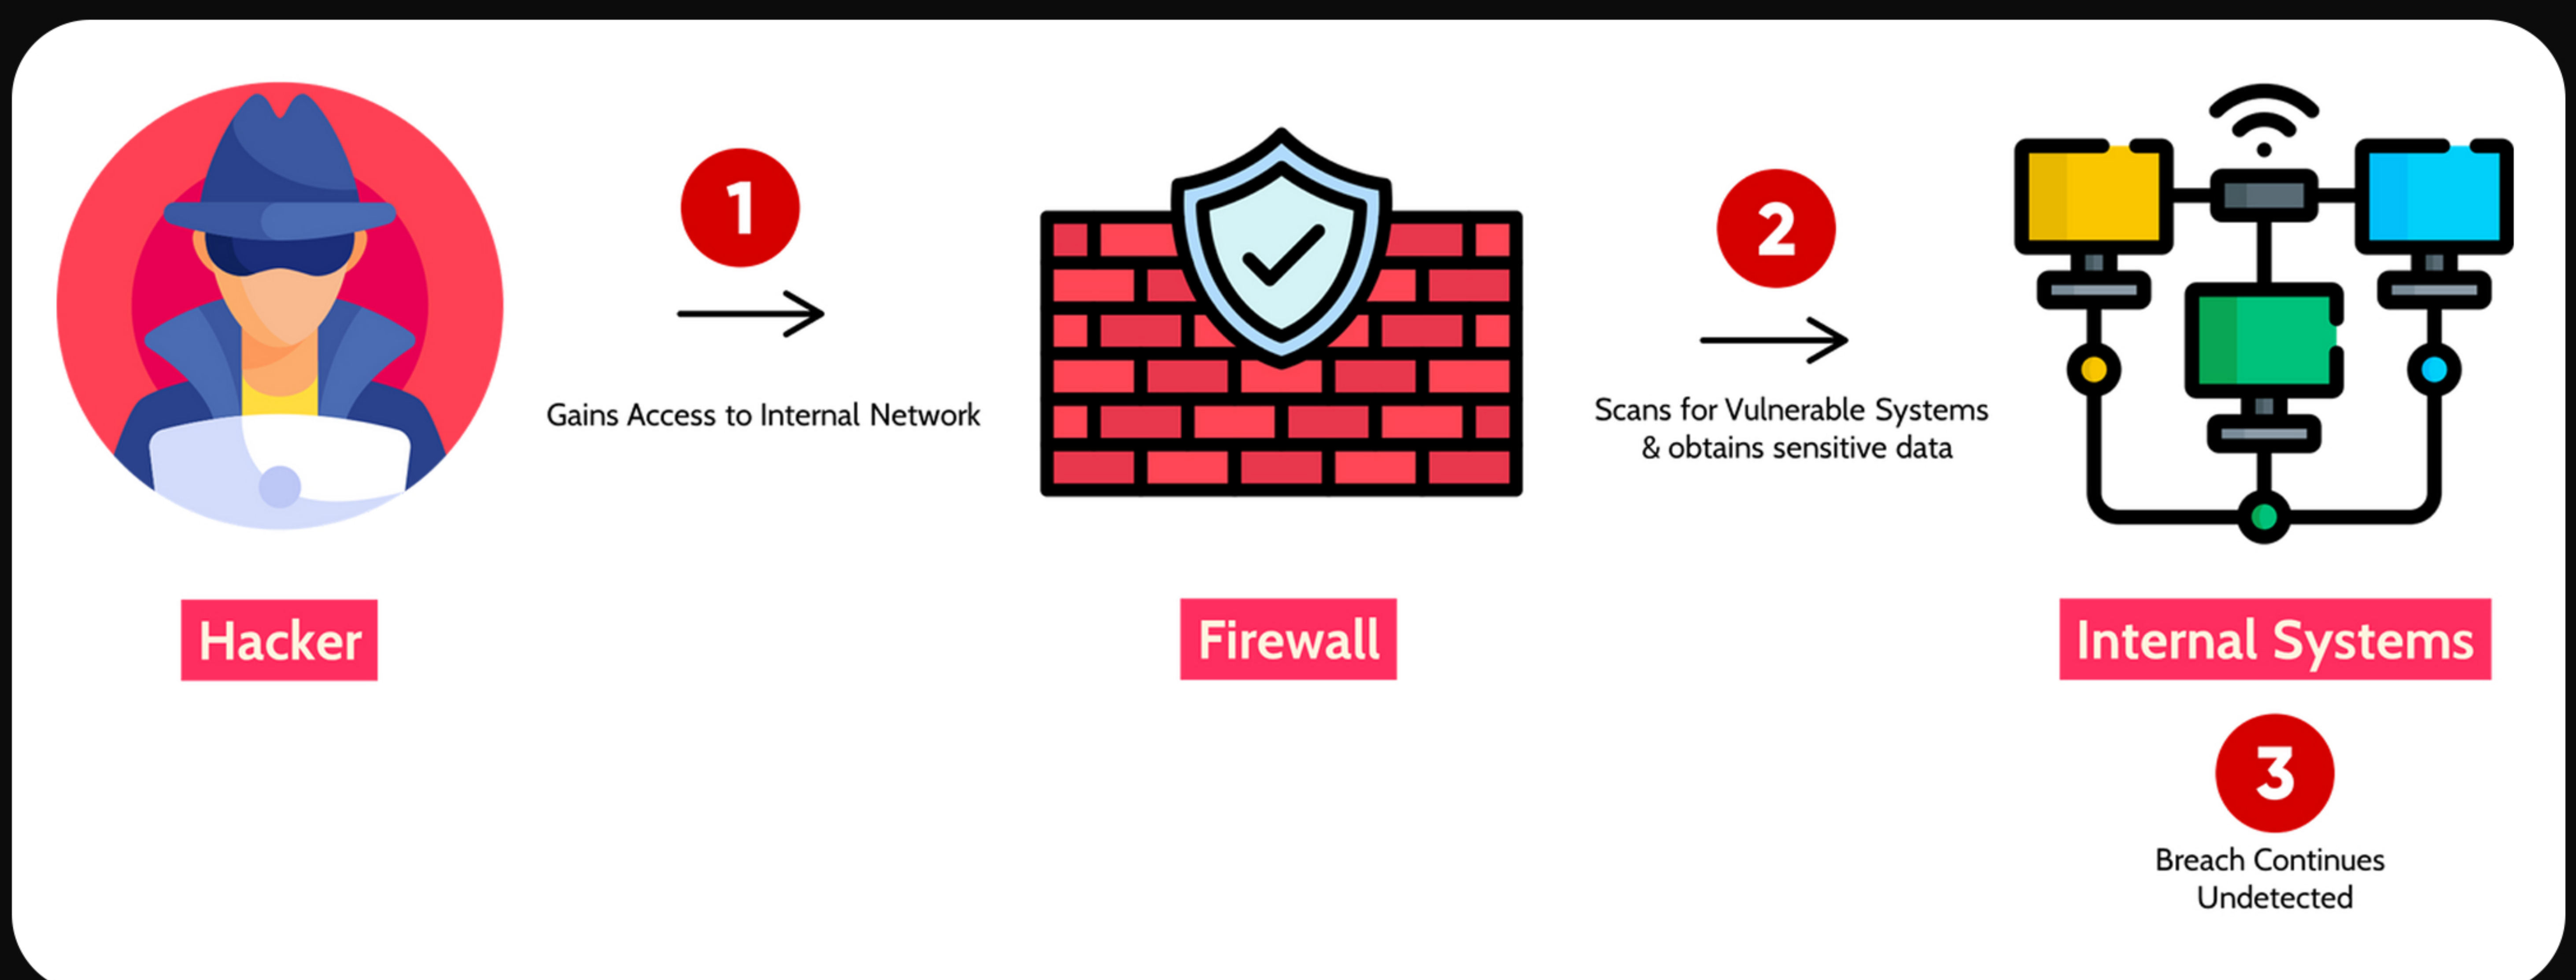 1
Gains Access to Internal Network
2
Scans for Vulnerable Systems
& obtains sensitive data
Hacker
Firewall
Internal Systems
3
Breach Continues
Undetected